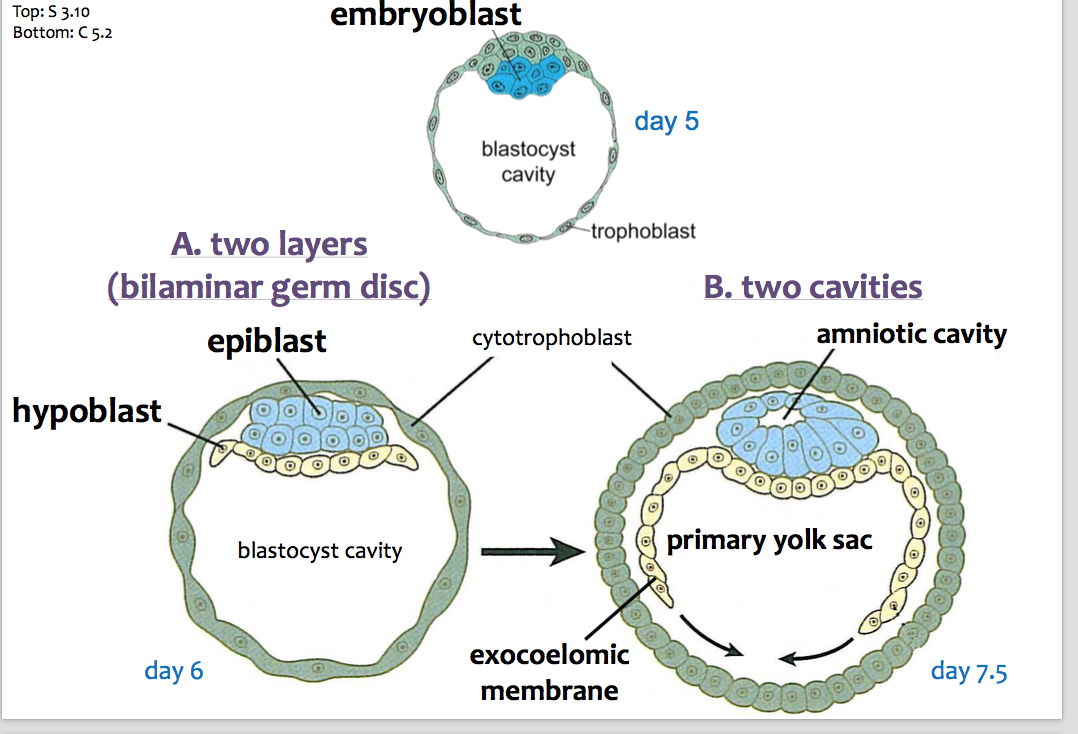 Top: S 3.10
Bottom: C 5.2
embryoblast
day 5
blastocyst
cavity
trophoblast
A. two layers
(bilaminar germ disc)
B. two cavities
epiblast
cytotrophoblast
amniotic cavity
hypoblast
blastocyst cavity
primary yolk sac
exocoelomic
membrane
day 6
day 7.5